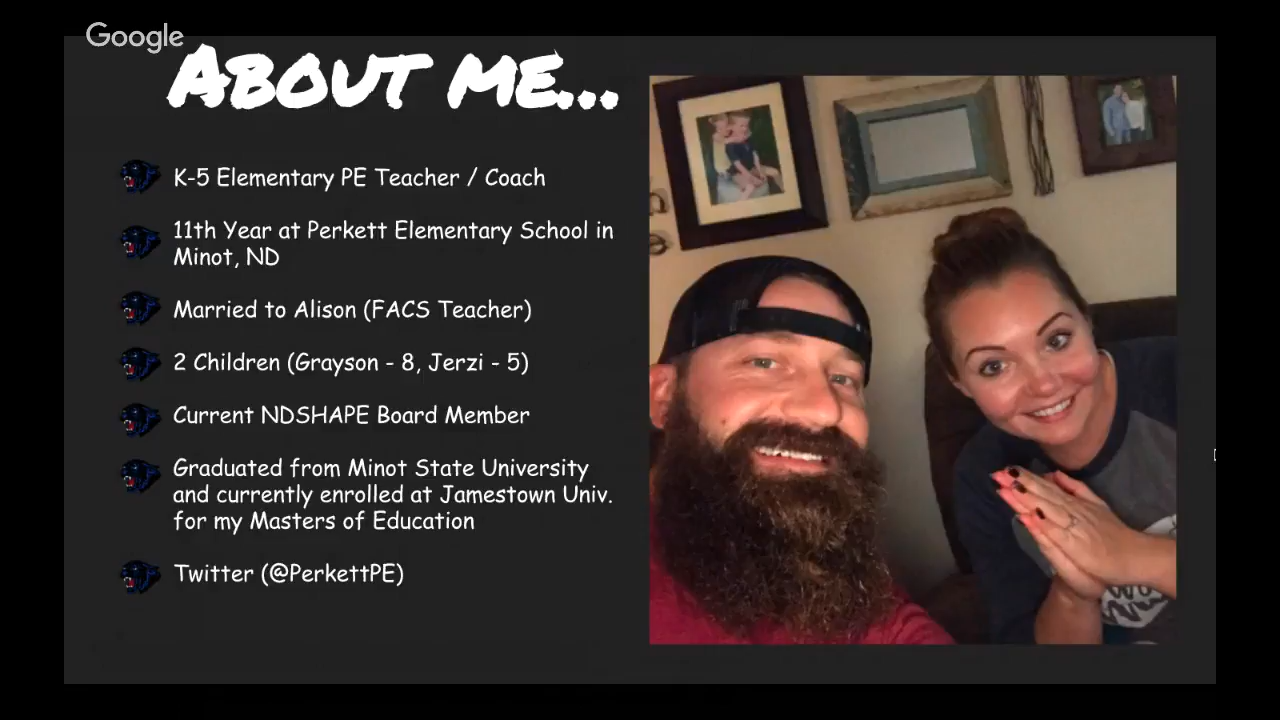 Google
ABOUT ME...
K-5 Elementary PE Teacher / Coach
11th Year at Perkett Elementary School in
Minot, ND
Married to Alison (FACS Teacher)
2 Children (Grayson - 8, Jerzi - 5)
Current NDSHAPE Board Member
Graduated from Minot State University
and currently enrolled at Jamestown Univ.
for my Masters of Education
Twitter (@PerkettPE)